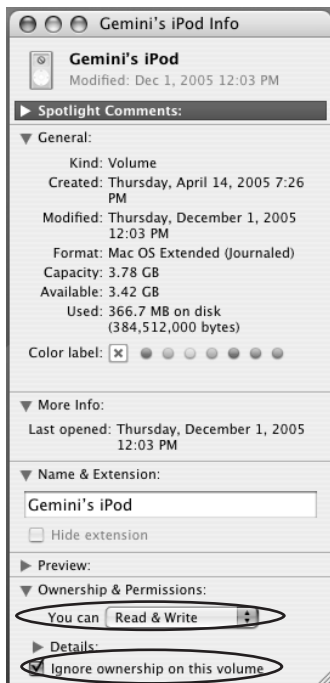 Gemini's iPod Info
Gemini's iPod
Modified: Dec 1, 2005 12:03 PM
Spotlight Comments:
General:
Kind: Volume
Created: Thursday, April 14, 2005 7:26
PM
Modified: Thursday, December 1, 2005
12:03 PM
Format: Mac OS Extended (Journaled)
Capacity: 3.78 GB
Available: 3.42 GB
Used: 366.7 MB on disk
(384,512,000 bytes)
Color label:
More Info:
Last opened: Thursday, December 1, 2005
12:03 PM
Name & Extension:
Gemini's iPod
Hide extension
Preview:
Ownership & Permissions:
You can Read & Write
Details:
Ignore ownership on this volume